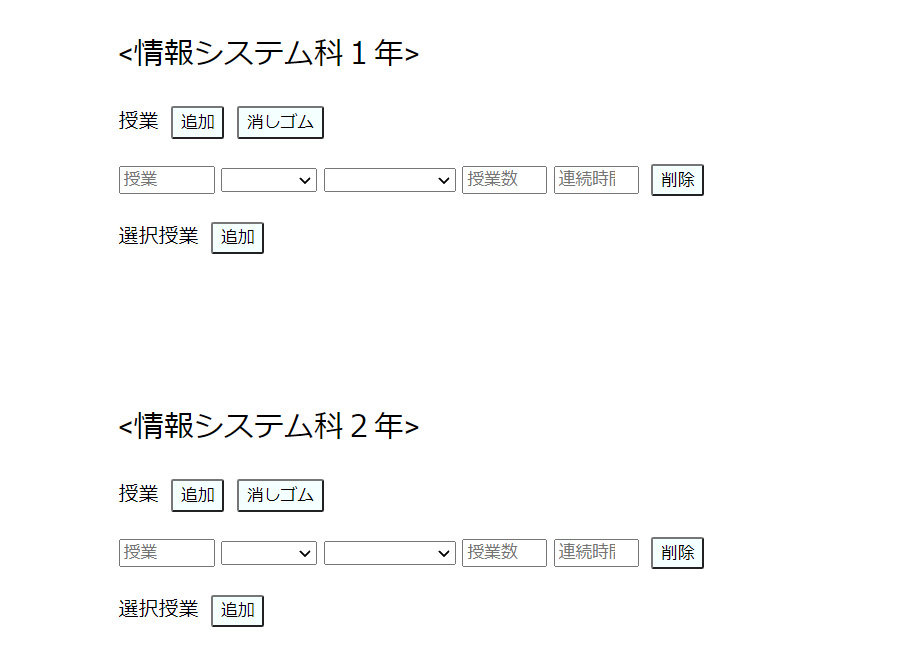 <情報システム科１年>
授業 追加 消しゴム
授業 授業数 連続時間 削除
選択授業 追加
<情報システム科２年>
授業 追加 消しゴム
授業 授業数 連続時間 削除
選択授業 追加